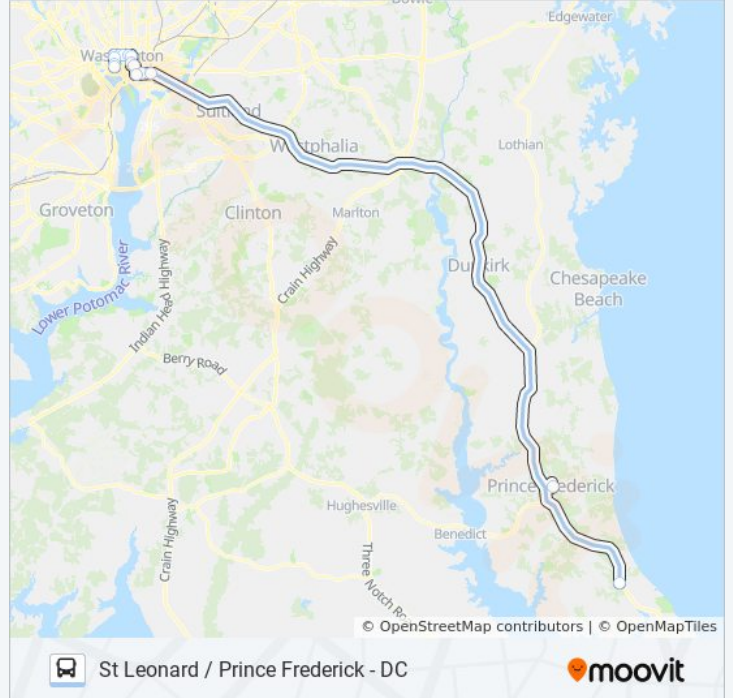 Bowie
Edgewater
Washington
Suitland
Westphalia
Lothian
Groveton
Clinton
Marlton
Crain Highway
Dunkirk
Chesapeake
Beach
Lower Potomac River
Indian Head Highway
Berry Road
Prince Frederick
Hughesville
Benedict
Crain Highway
Three Notch Ro
© OpenStreetMap contributors | © OpenMapTiles
St Leonard / Prince Frederick - DC
moovit